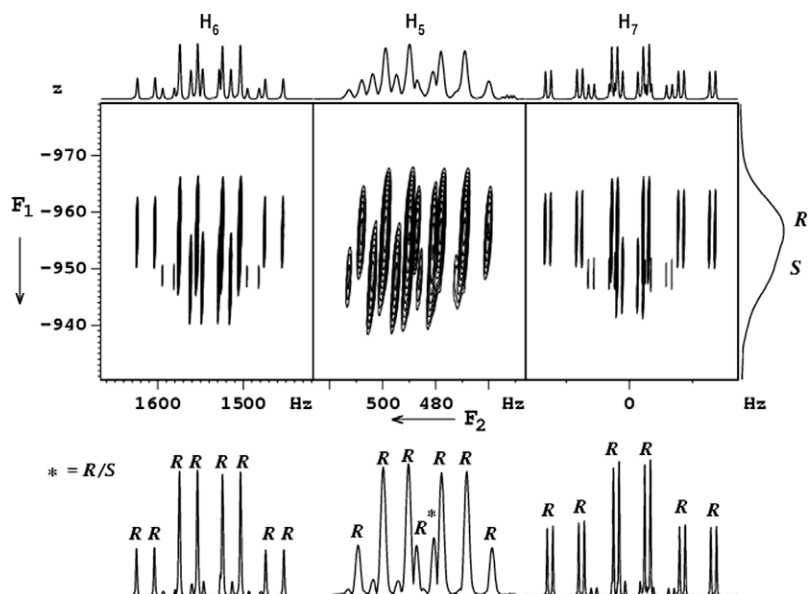 H6 H5 H7
z
-970
F1 -960 R
-950 S
-940
1600 1500 Hz 500 480 Hz 0 Hz
F2
* = R/S
R R R R R R R R R R R R R R R * R R R R R R R